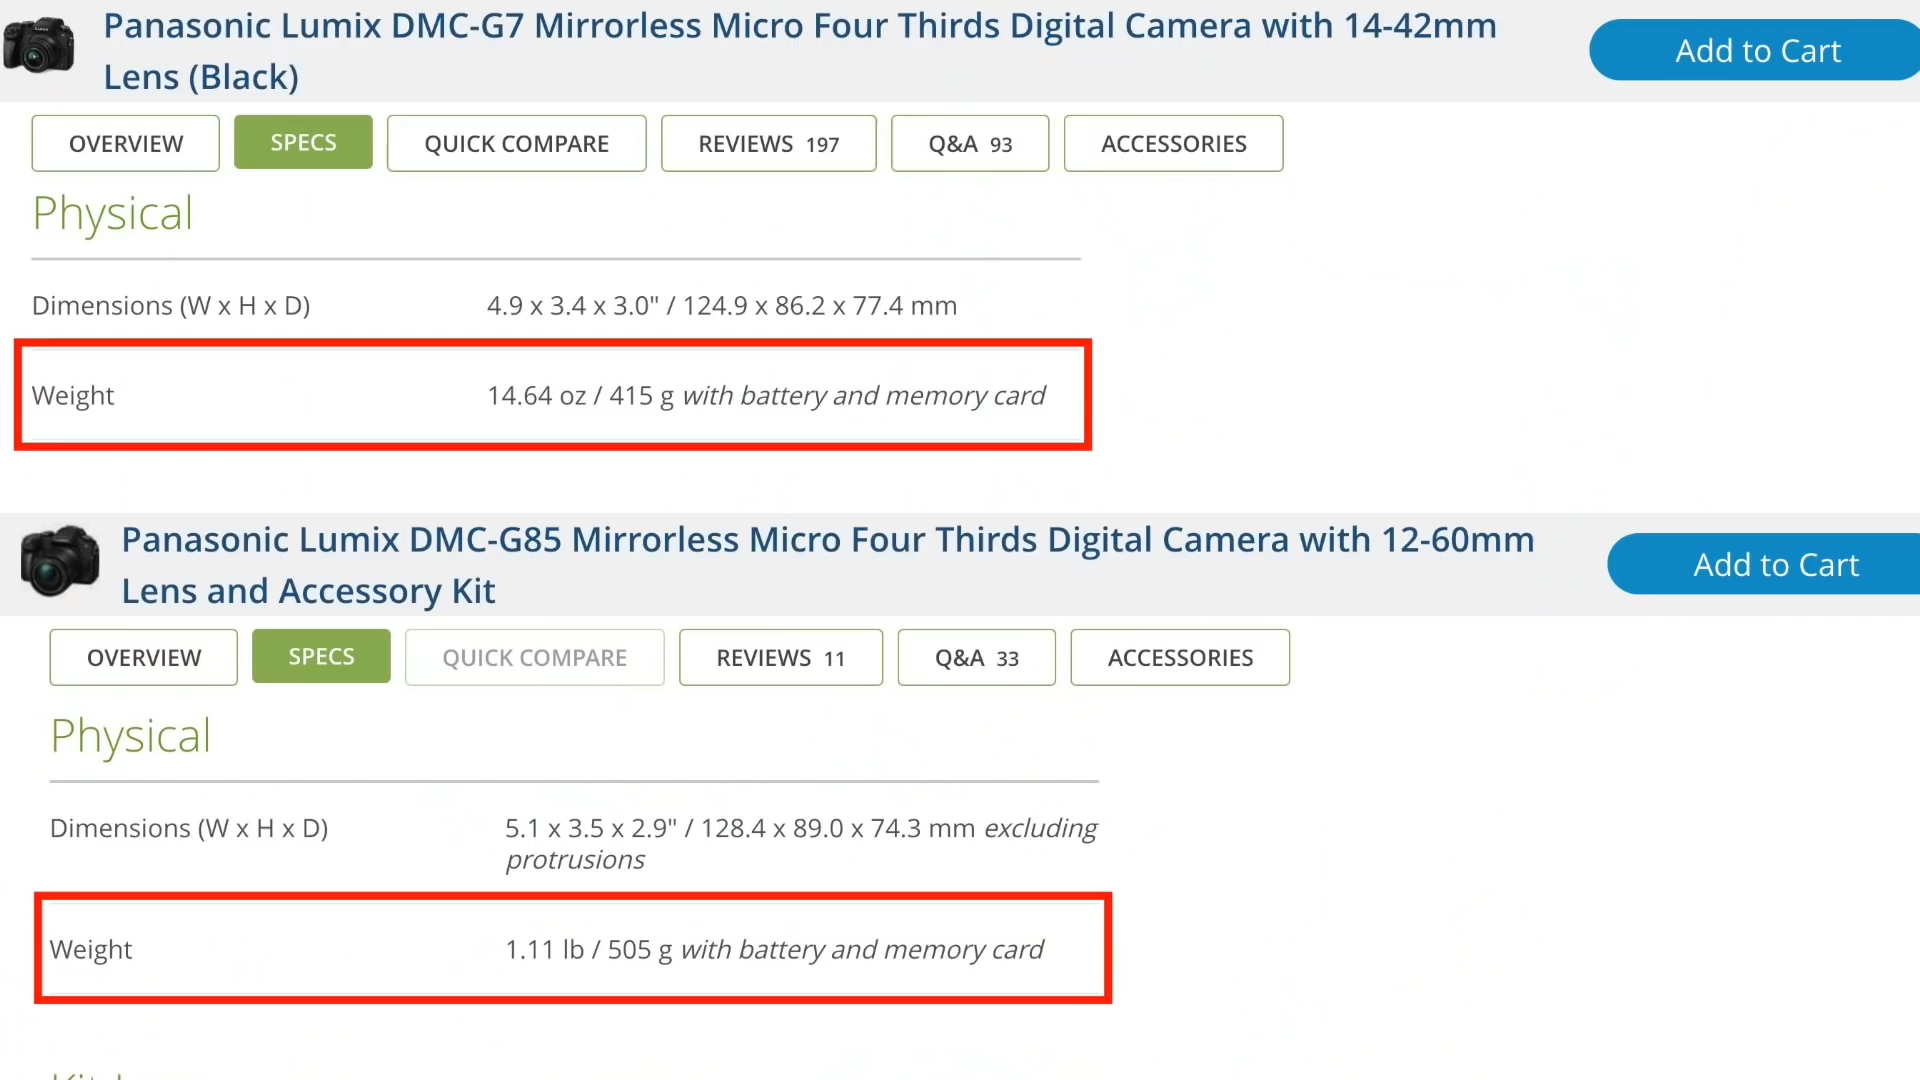 Panasonic Lumix DMC-G7 Mirrorless Micro Four Thirds Digital Camera with 14-42mm
Lens (Black)
Add to Cart
OVERVIEW
SPECS
QUICK COMPARE
REVIEWS 197
Q&A 93
ACCESSORIES
Physical
Dimensions (W x H x D)
4.9 x 3.4 x 3.0" / 124.9 x 86.2 x 77.4 mm
Weight
14.64 oz / 415 g with battery and memory card
Panasonic Lumix DMC-G85 Mirrorless Micro Four Thirds Digital Camera with 12-60mm
Lens and Accessory Kit
Add to Cart
OVERVIEW
SPECS
QUICK COMPARE
REVIEWS 11
Q&A 33
ACCESSORIES
Physical
Dimensions (W x H x D)
5.1 x 3.5 x 2.9" / 128.4 x 89.0 x 74.3 mm excluding
protrusions
Weight
1.11 lb / 505 g with battery and memory card